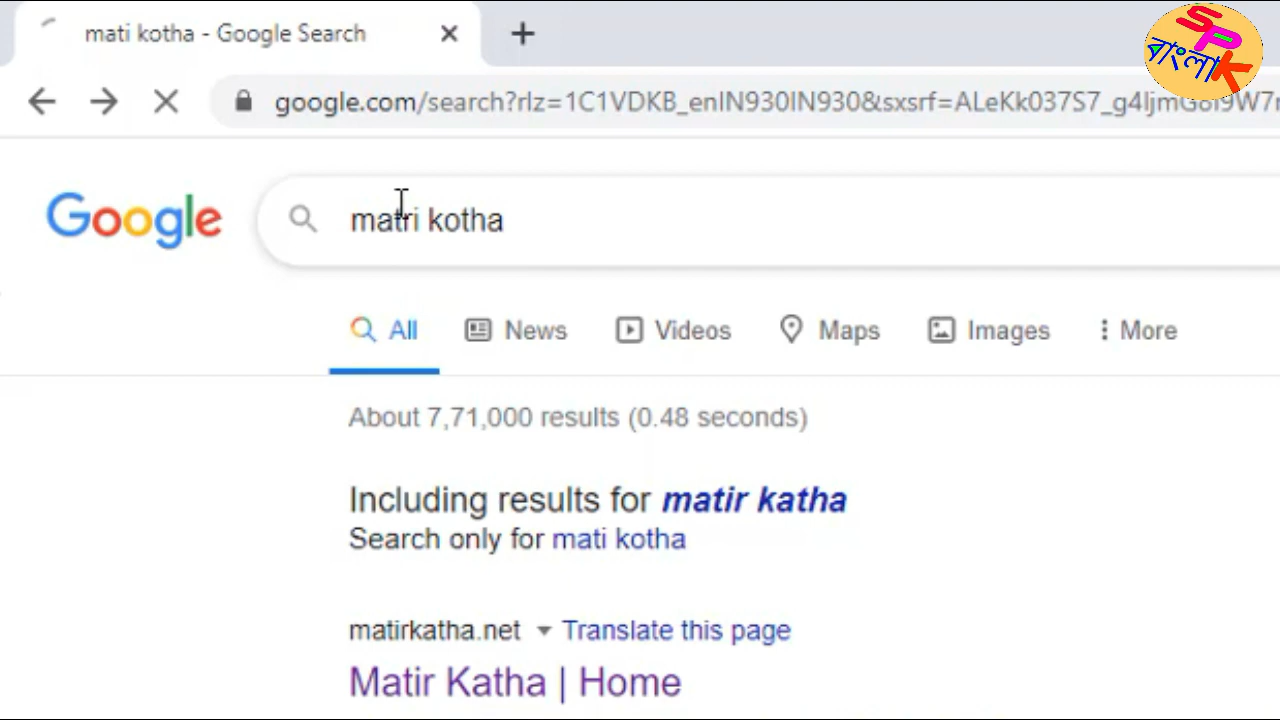 mati kotha - Google Search
SPK
বাংলা
google.com/search?rlz=1C1VDKB_enIN930IN930&sxsrf=ALeKk037S7_g4ljmG8l9W7
Google
matri kotha
All News Videos Maps Images More
About 7,71,000 results (0.48 seconds)
Including results for matir katha
Search only for mati kotha
matirkatha.net Translate this page
Matir Katha | Home